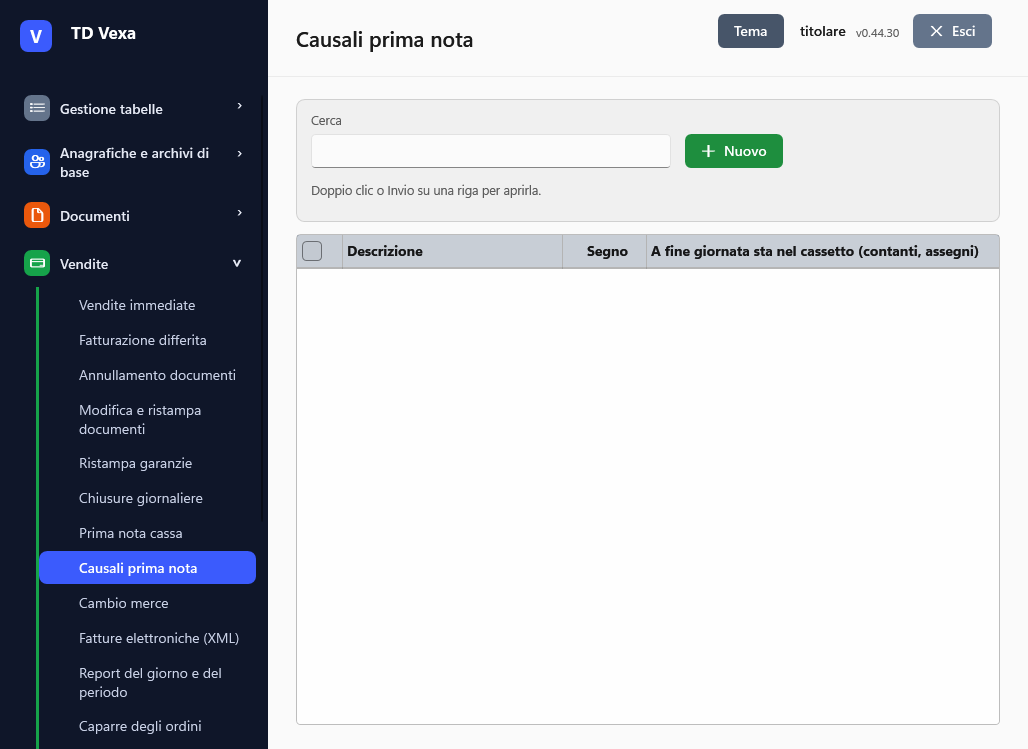 V
TD Vexa
Gestione tabelle
Anagrafiche e archivi di
base
Documenti
Vendite
Vendite immediate
Fatturazione differita
Annullamento documenti
Modifica e ristampa
documenti
Ristampa garanzie
Chiusure giornaliere
Prima nota cassa
Causali prima nota
Cambio merce
Fatture elettroniche (XML)
Report del giorno e del
periodo
Caparre degli ordini
Causali prima nota
Tema
titolare
v0.44.30
Esci
Cerca
Nuovo
Doppio clic o Invio su una riga per aprirla.
Descrizione
Segno
A fine giornata sta nel cassetto (contanti, assegni)